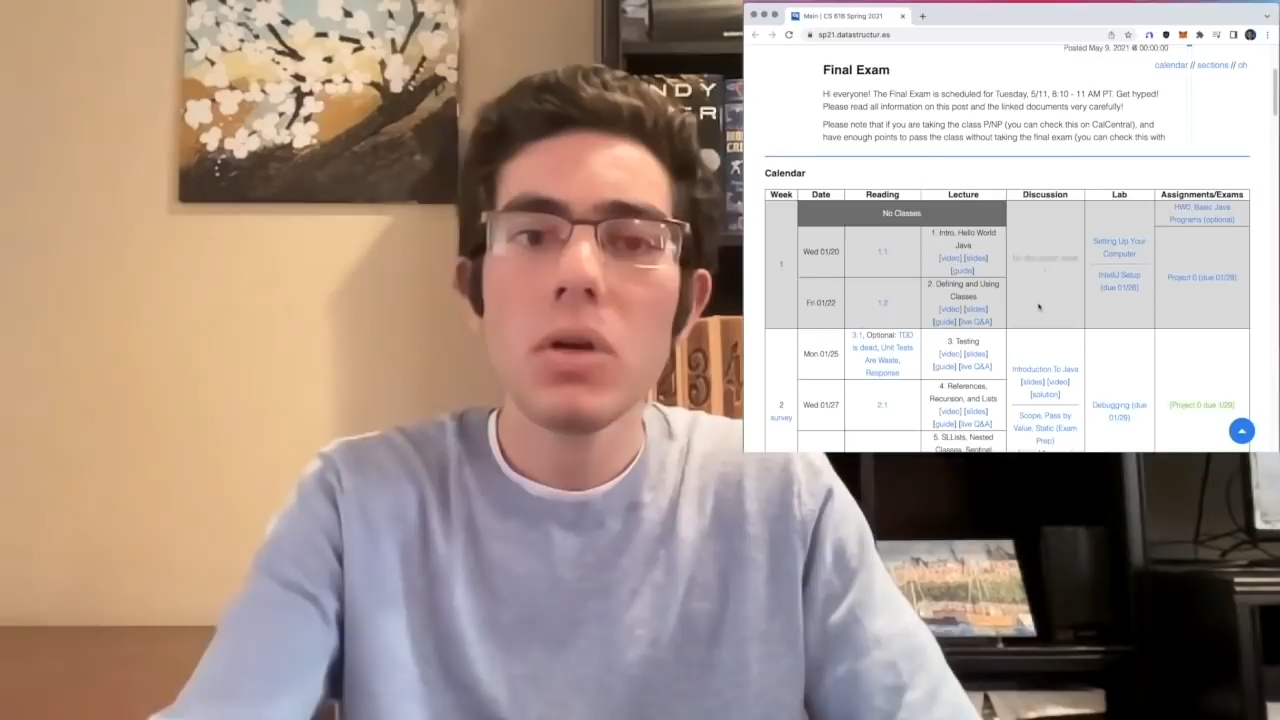 NDY
ER
Main | CS 61B Spring 2021
sp21.datastructur.es
Posted May 9, 2021 @ 00:00:00
calendar // sections // oh
Final Exam
Hi everyone! The Final Exam is scheduled for Tuesday, 5/11, 8:10 - 11 AM PT. Get hyped!
Please read all information on this post and the linked documents very carefully!
Please note that if you are taking the class P/NP (you can check this on CalCentral), and
have enough points to pass the class without taking the final exam (you can check this with
Calendar
Week Date Reading Lecture Discussion Lab Assignments/Exams
No Classes
HW0: Basic Java
Programs (optional)
1
Wed 01/20
1.1
1. Intro, Hello World
Java
[video] [slides]
[guide]
Fri 01/22
1.2
2. Defining and Using
Classes
[video] [slides]
[guide] [live Q&A]
Setting Up Your
Computer
IntelliJ Setup
(due 01/26)
Project 0 (due 01/29)
2
survey
Mon 01/25
3.1, Optional: TDD
is dead, Unit Tests
Are Waste,
Response
3. Testing
[video] [slides]
[guide] [live Q&A]
Wed 01/27
2.1
4. References,
Recursion, and Lists
[video] [slides]
[guide] [live Q&A]
5. SLLists, Nested
Classes, Sentinel
Introduction To Java
[slides] [video]
[solution]
Scope, Pass by
Value, Static (Exam
Prep)
Debugging (due
01/29)
[Project 0 due 1/29]